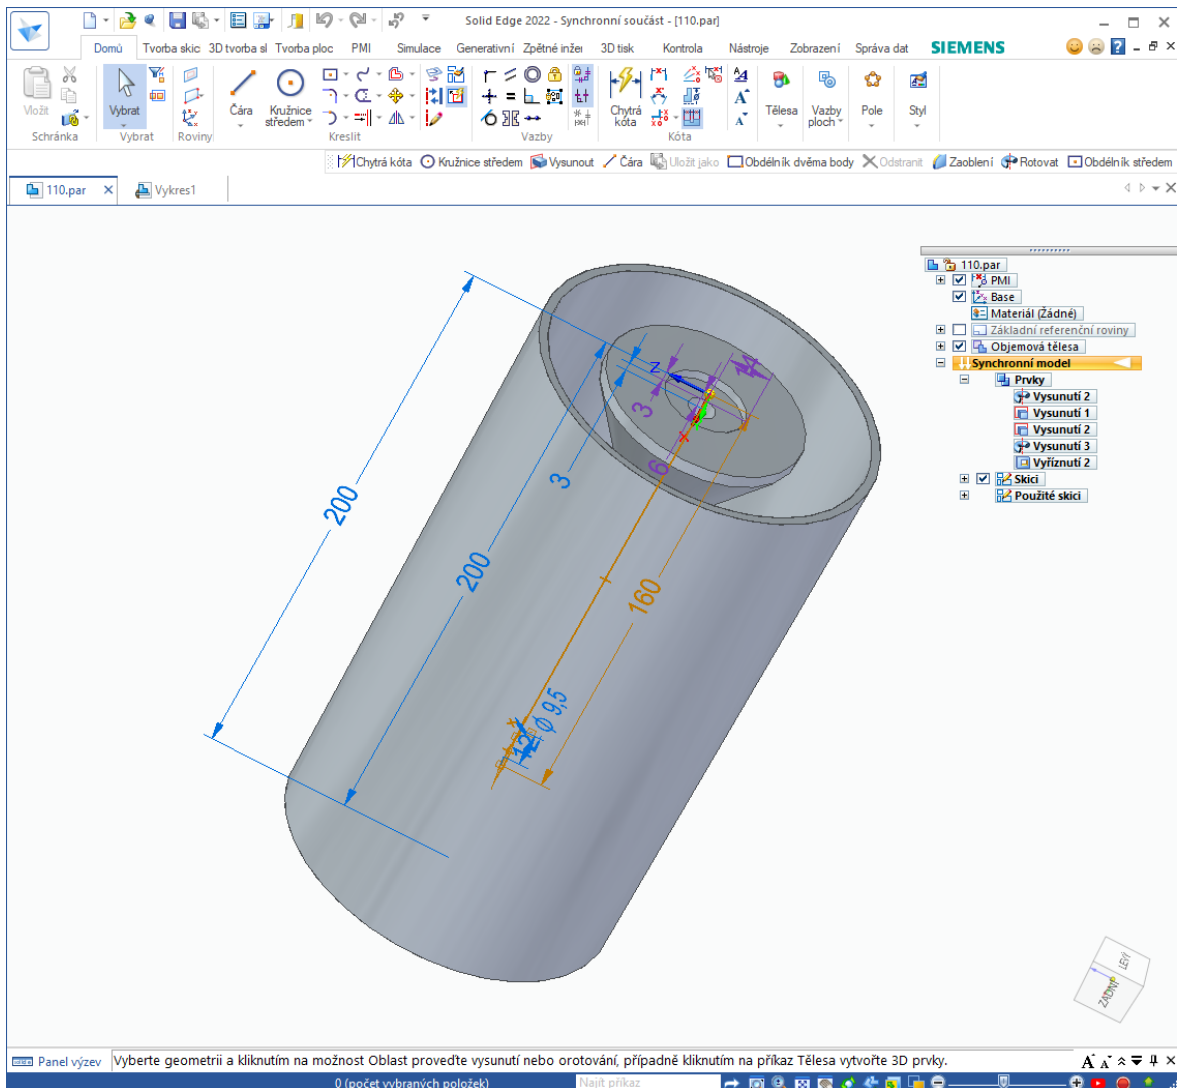 Solid Edge 2022 - Synchronní součást - [110.par]
Domů Tvorba skic 3D tvorba sl Tvorba ploc PMI Simulace Generativní Zpětné inžei 3D tisk Kontrola Nástroje Zobrazení Správa dat SIEMENS
Vložit Vybrat Čára Kružnice středem Chytrá kóta Tělesa Vazby ploch Pole Styl
Schránka Vybrat Roviny Kreslit Vazby Kóta
Chytrá kóta Kružnice středem Vysunout Čára Uložit jako Obdélník dvěma body Odstranit Zaoblení Rotovat Obdélník středem
110.par Vykres1
110.par
PMI
Base
Materiál (Žádné)
Základní referenční roviny
Objemová tělesa
Synchronní model
Prvky
Vysunutí 2
Vysunutí 1
Vysunutí 2
Vysunutí 3
Vyříznutí 2
Skici
Použité skici
Z
14
3
X
6
3
200
200
160
ϕ 9,5
12
LEVÝ
ZADNÍ
Panel výzev Vyberte geometrii a kliknutím na možnost Oblast proveďte vysunutí nebo orotování, případně kliknutím na příkaz Tělesa vytvořte 3D prvky.
0 (počet vybraných položek) Najít příkaz